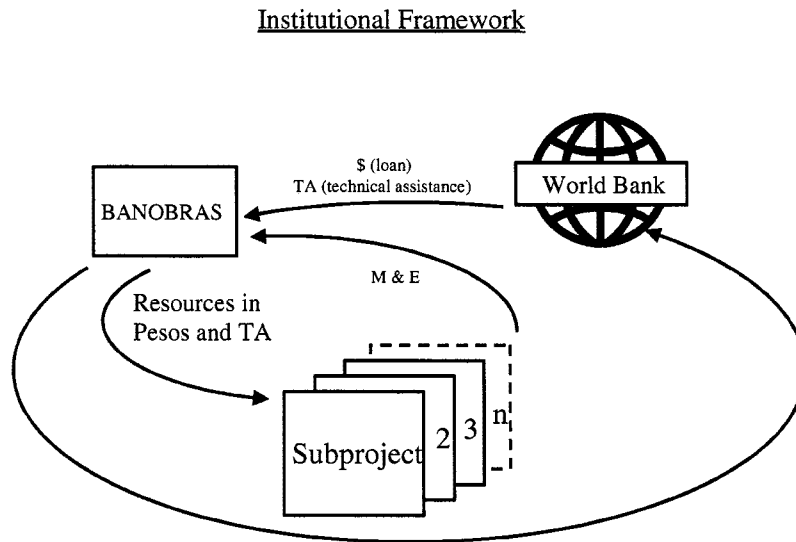 Institutional Framework
$ (loan)
TA (technical assistance)
World Bank
BANOBRAS
M & E
Resources in
Pesos and TA
Subproject
2
3
n